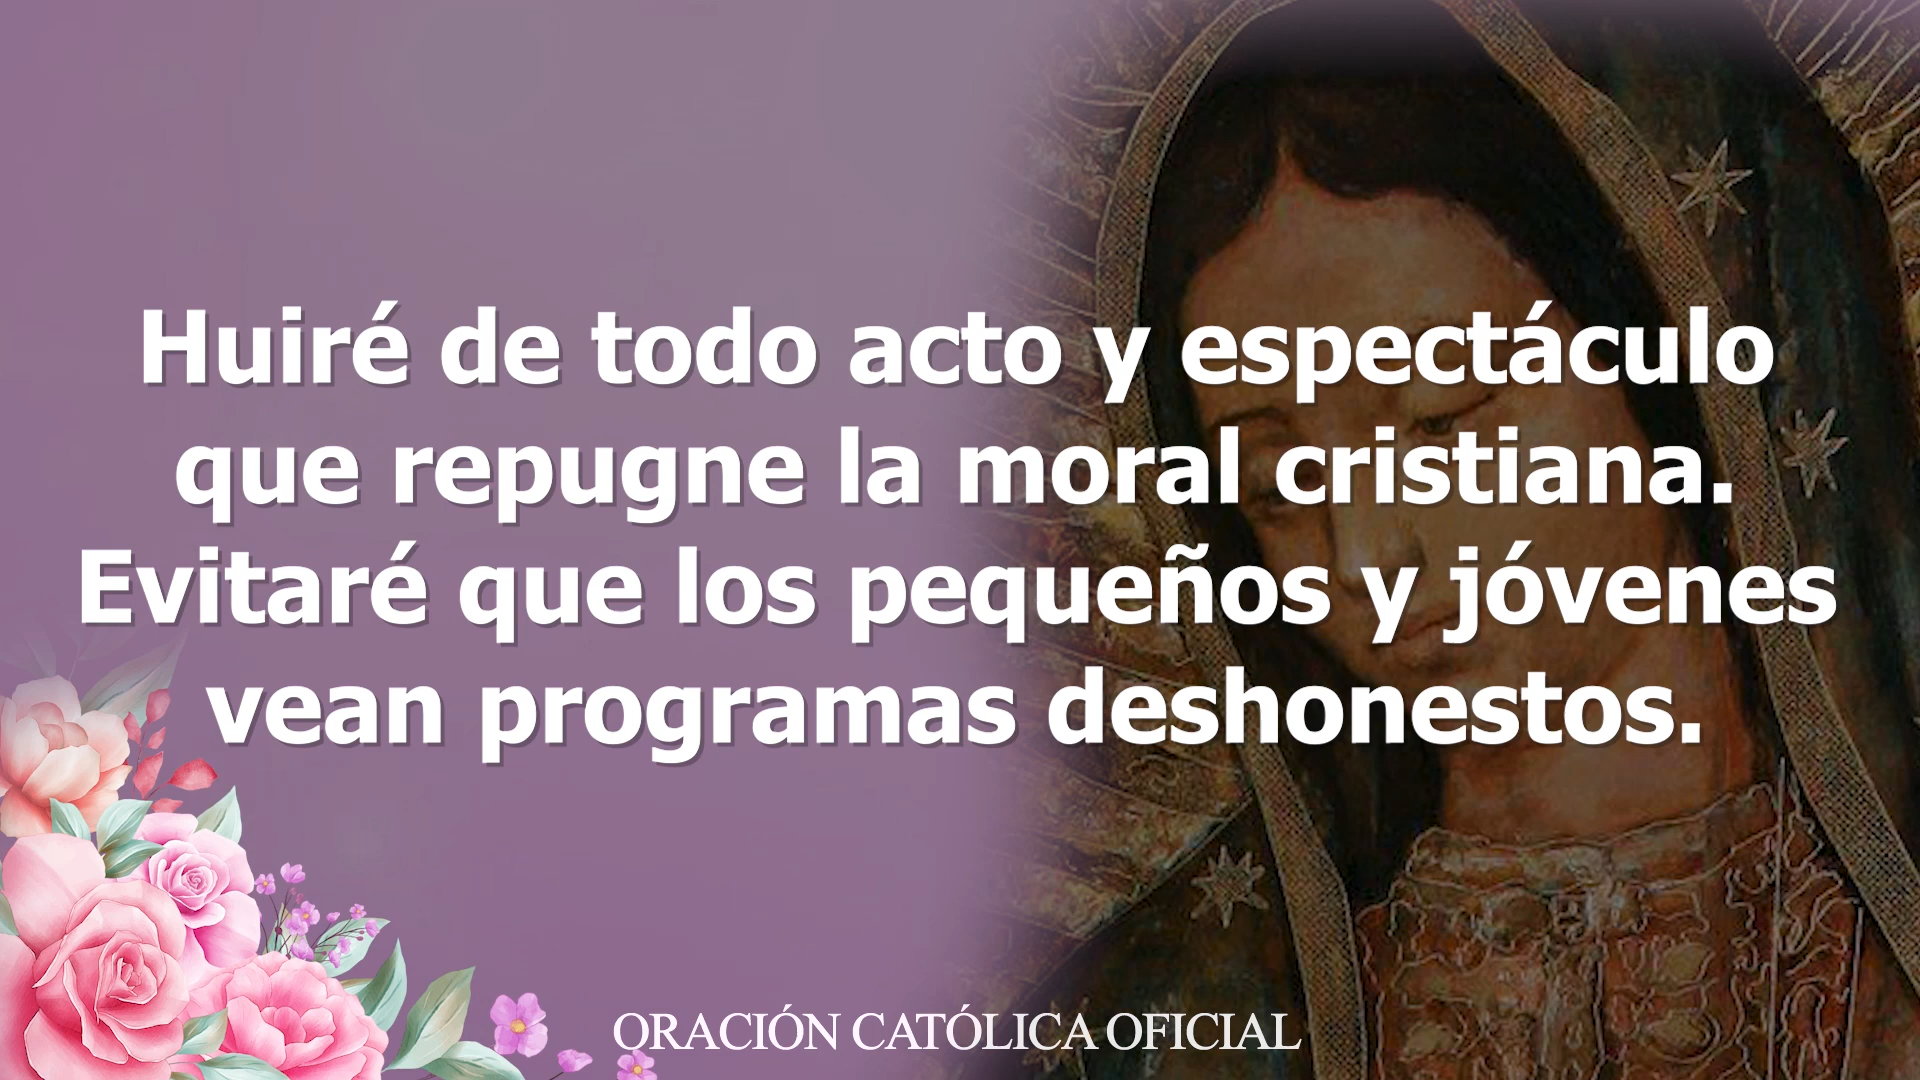 Huiré de todo acto y espectáculo
que repugne la moral cristiana.
Evitaré que los pequeños y jóvenes
vean programas deshonestos.
ORACIÓN CATÓLICA OFICIAL